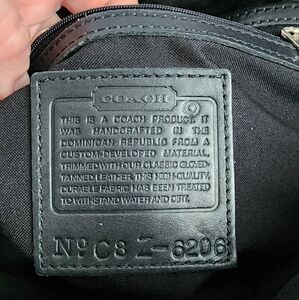 COACH ©
THIS IS A COACH PRODUCT. IT
WAS HANDCRAFTED IN THE
DOMINICAN REPUBLIC FROM A
CUSTOM-DEVELOPED MATERIAL,
TRIMMED WITH OUR CLASSIC GLOVE-
TANNED LEATHER. THIS HIGH-QUALITY,
DURABLE FABRIC HAS BEEN TREATED
TO WITHSTAND WATER AND DIRT.
Nº C8 Z-6206